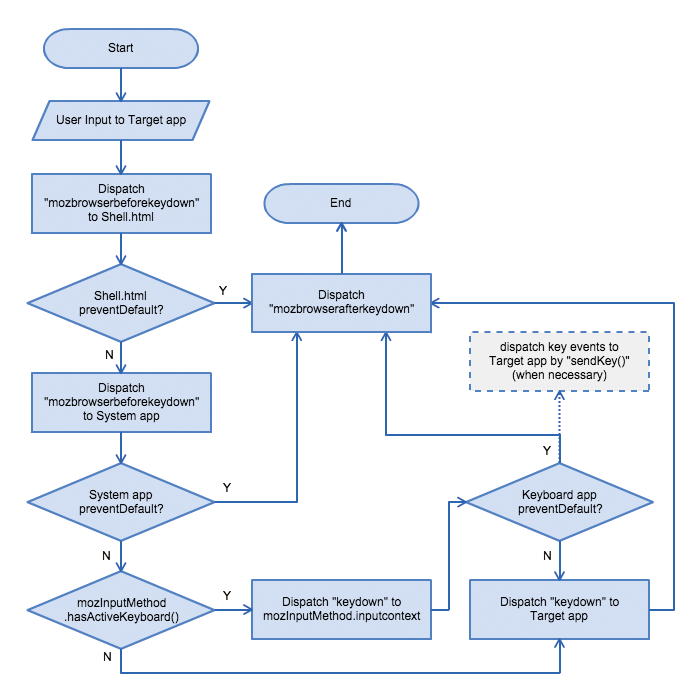 Start
User Input to Target app
Dispatch
"mozbrowserbeforekeydown"
to Shell.html
End
Shell.html
preventDefault?
Y
Dispatch
"mozbrowserafterkeydown"
N
dispatch key events to
Target app by "sendKey()"
(when necessary)
Dispatch
"mozbrowserbeforekeydown"
to System app
Y
System app
preventDefault?
Y
Keyboard app
preventDefault?
N
N
mozInputMethod
.hasActiveKeyboard()
Y
Dispatch "keydown" to
mozInputMethod.inputcontext
Dispatch "keydown" to
Target app
N